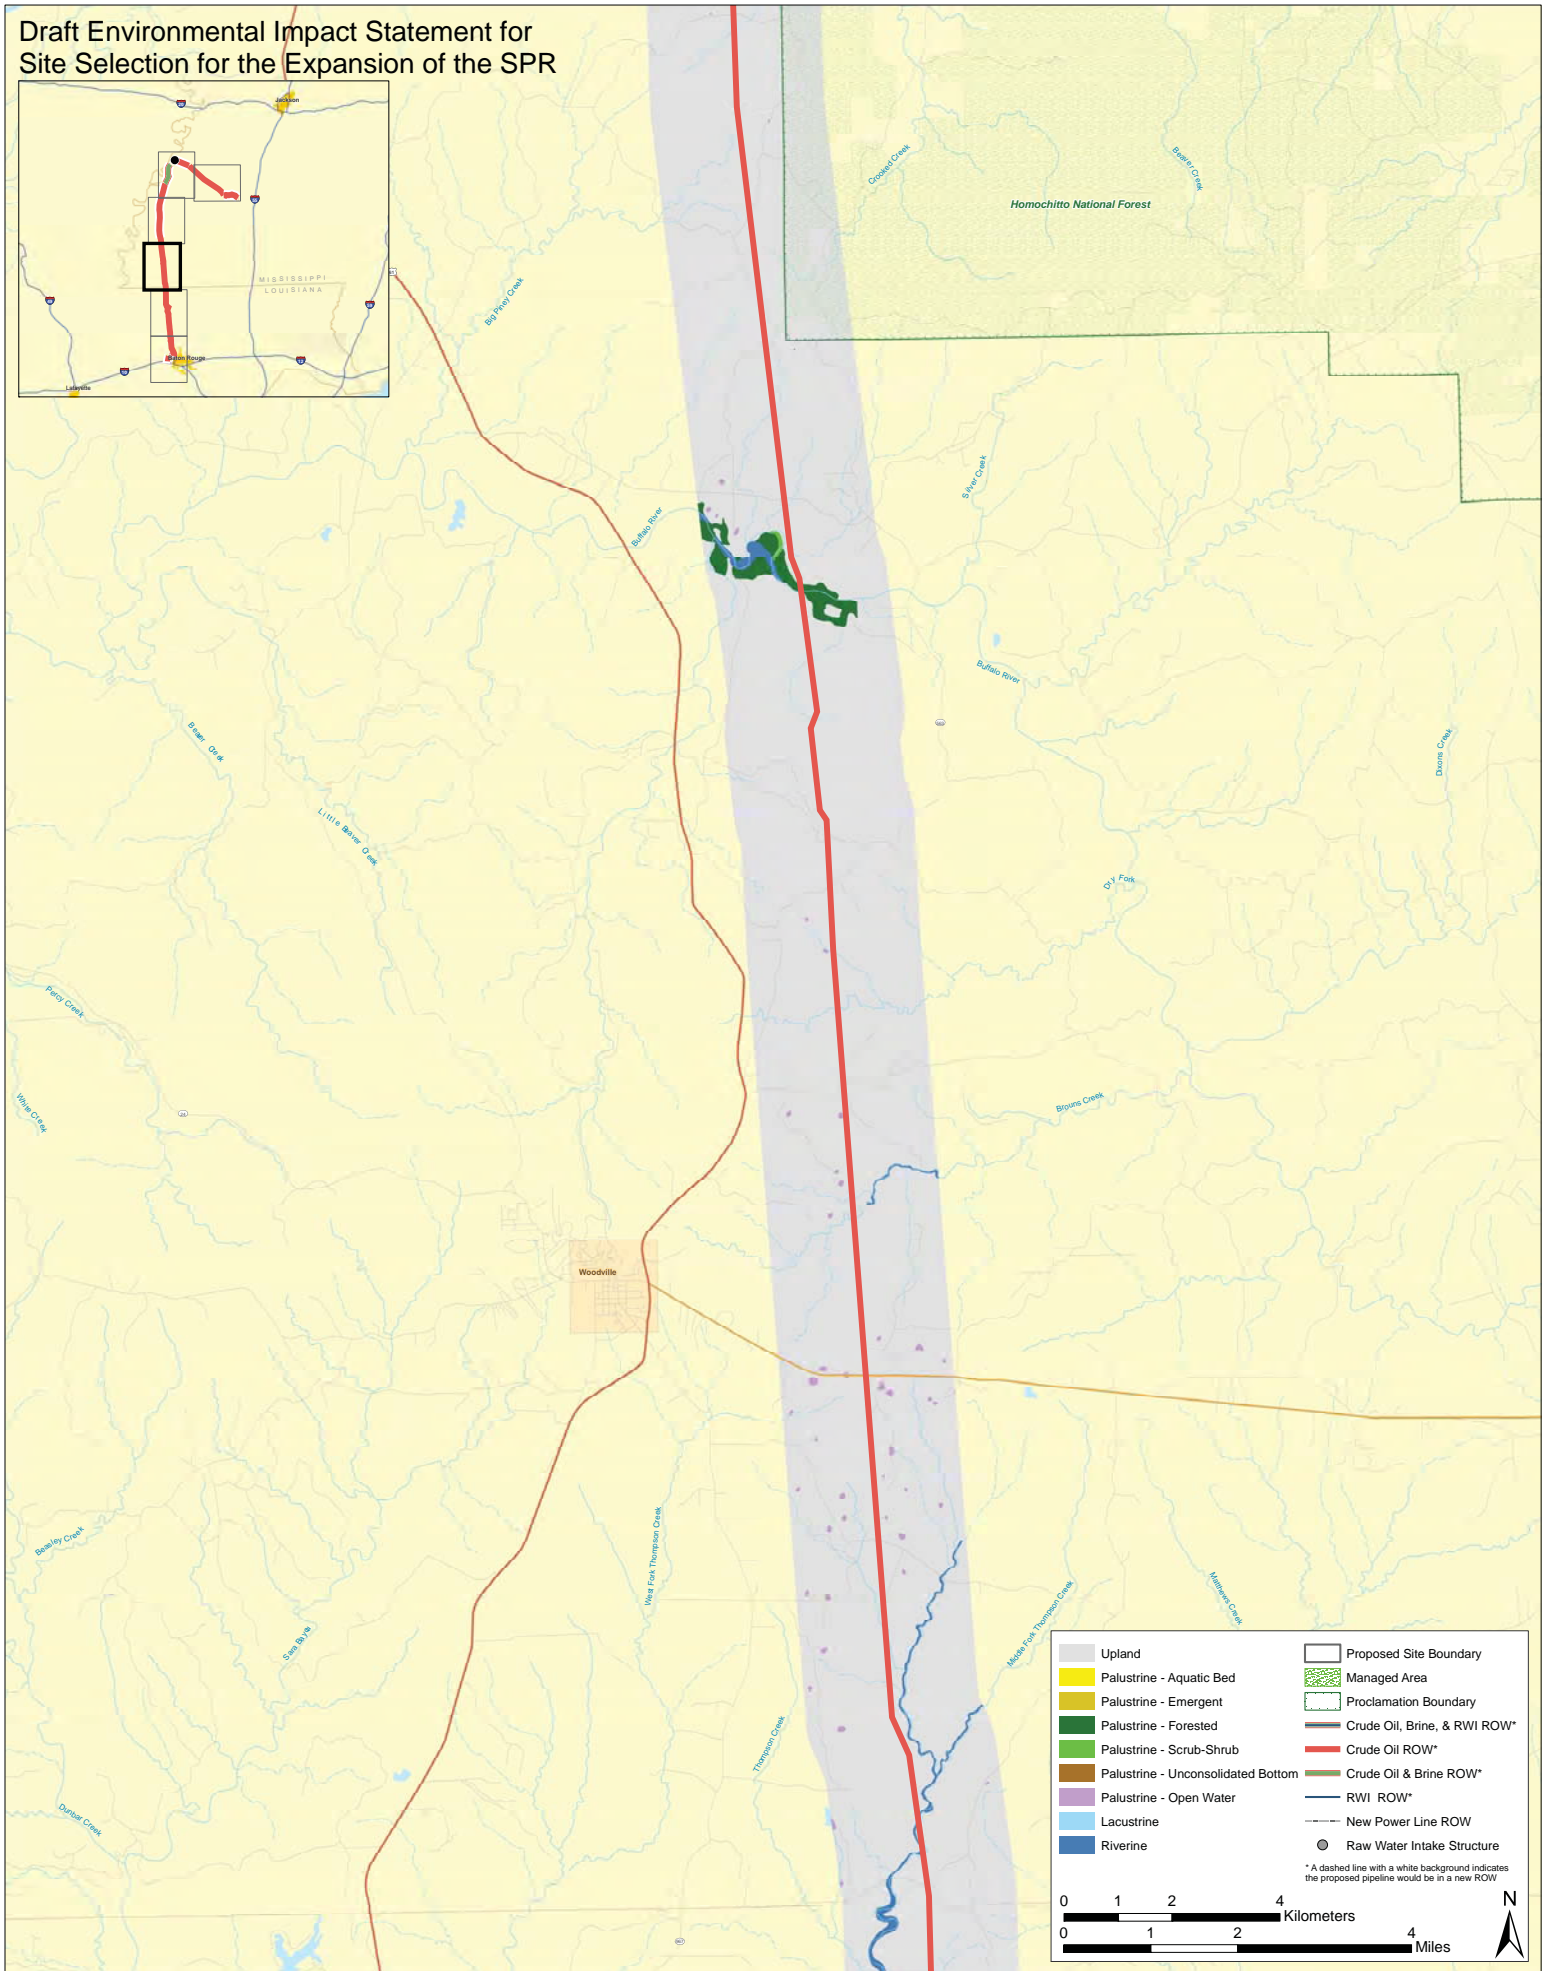 Draft Environmental Impact Statement for
Site Selection for the Expansion of the SPR
Jackson
MISSISSIPPI
LOUISIANA
Baton Rouge
Lafayette
Crooked Creek
Beaver Creek
Homochitto National Forest
Big Piney Creek
Silver Creek
Buffalo River
Buffalo River
Beaver Creek
Dixons Creek
Little Beaver Creek
Dry Fork
Percy Creek
White Creek
24
Brouns Creek
Woodville
West Fork Thompson Creek
Beasley Creek
Middle Fork Thompson Creek
Matthews Creek
Sara Bayou
Thompson Creek
Dunbar Creek
Upland
Palustrine - Aquatic Bed
Palustrine - Emergent
Palustrine - Forested
Palustrine - Scrub-Shrub
Palustrine - Unconsolidated Bottom
Palustrine - Open Water
Lacustrine
Riverine
Proposed Site Boundary
Managed Area
Proclamation Boundary
Crude Oil, Brine, & RWI ROW*
Crude Oil ROW*
Crude Oil & Brine ROW*
RWI ROW*
New Power Line ROW
Raw Water Intake Structure
* A dashed line with a white background indicates
the proposed pipeline would be in a new ROW
0 1 2 4
Kilometers
0 1 2 4
Miles
N